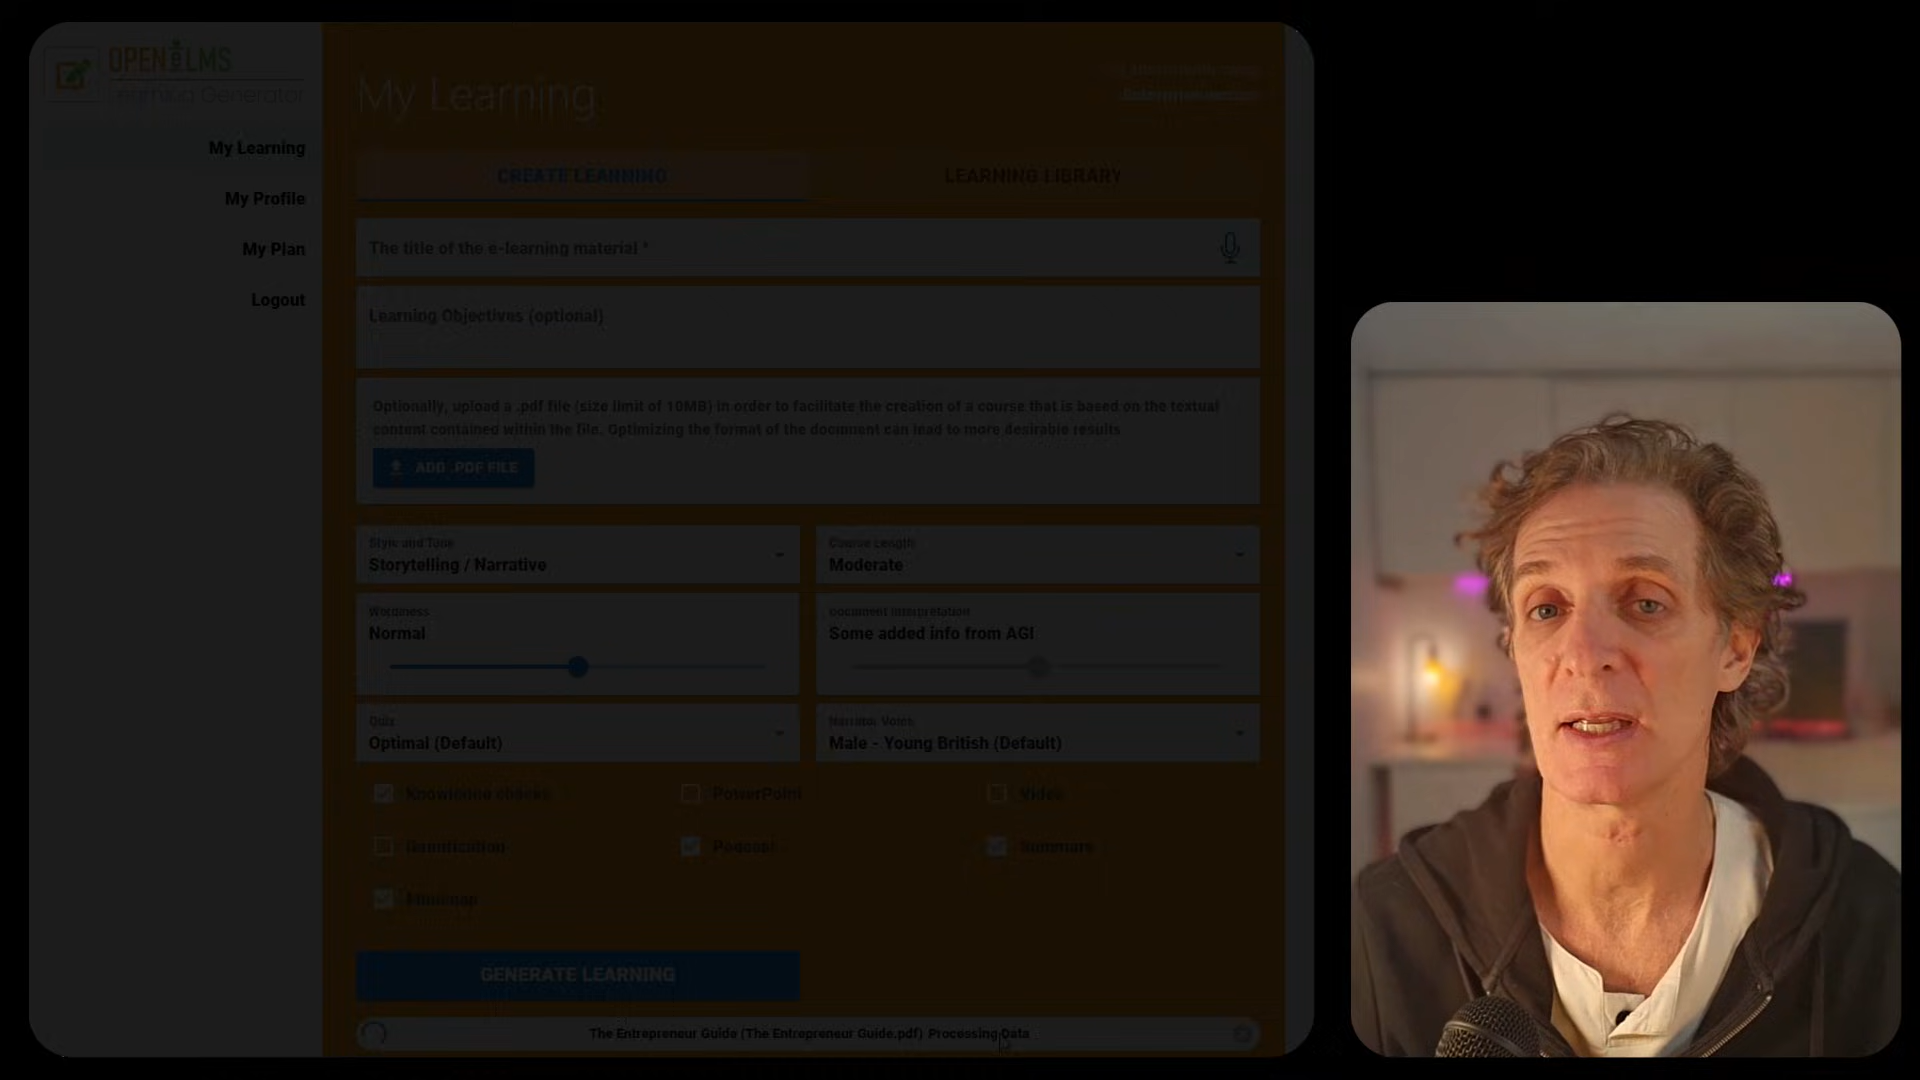 OPEN LMS
Learning Generator
My Learning
My Profile
My Plan
Logout
My Learning
CREATE LEARNING
LEARNING LIBRARY
The title of the e-learning material *
Learning Objectives (optional)
Optionally, upload a .pdf file (size limit of 10MB) in order to facilitate the creation of a course that is based on the textual
content contained within the file. Optimizing the format of the document can lead to more desirable results
ADD .PDF FILE
Style and Tone
Storytelling / Narrative
Course Length
Moderate
Wordiness
Normal
Document Interpretation
Some added info from AGI
Quiz
Optimal (Default)
Narrator Voice
Male - Young British (Default)
Knowledge checks
PowerPoint
Video
Gamification
Podcast
Summary
Mindmap
GENERATE LEARNING
The Entrepreneur Guide (The Entrepreneur Guide.pdf) Processing Data